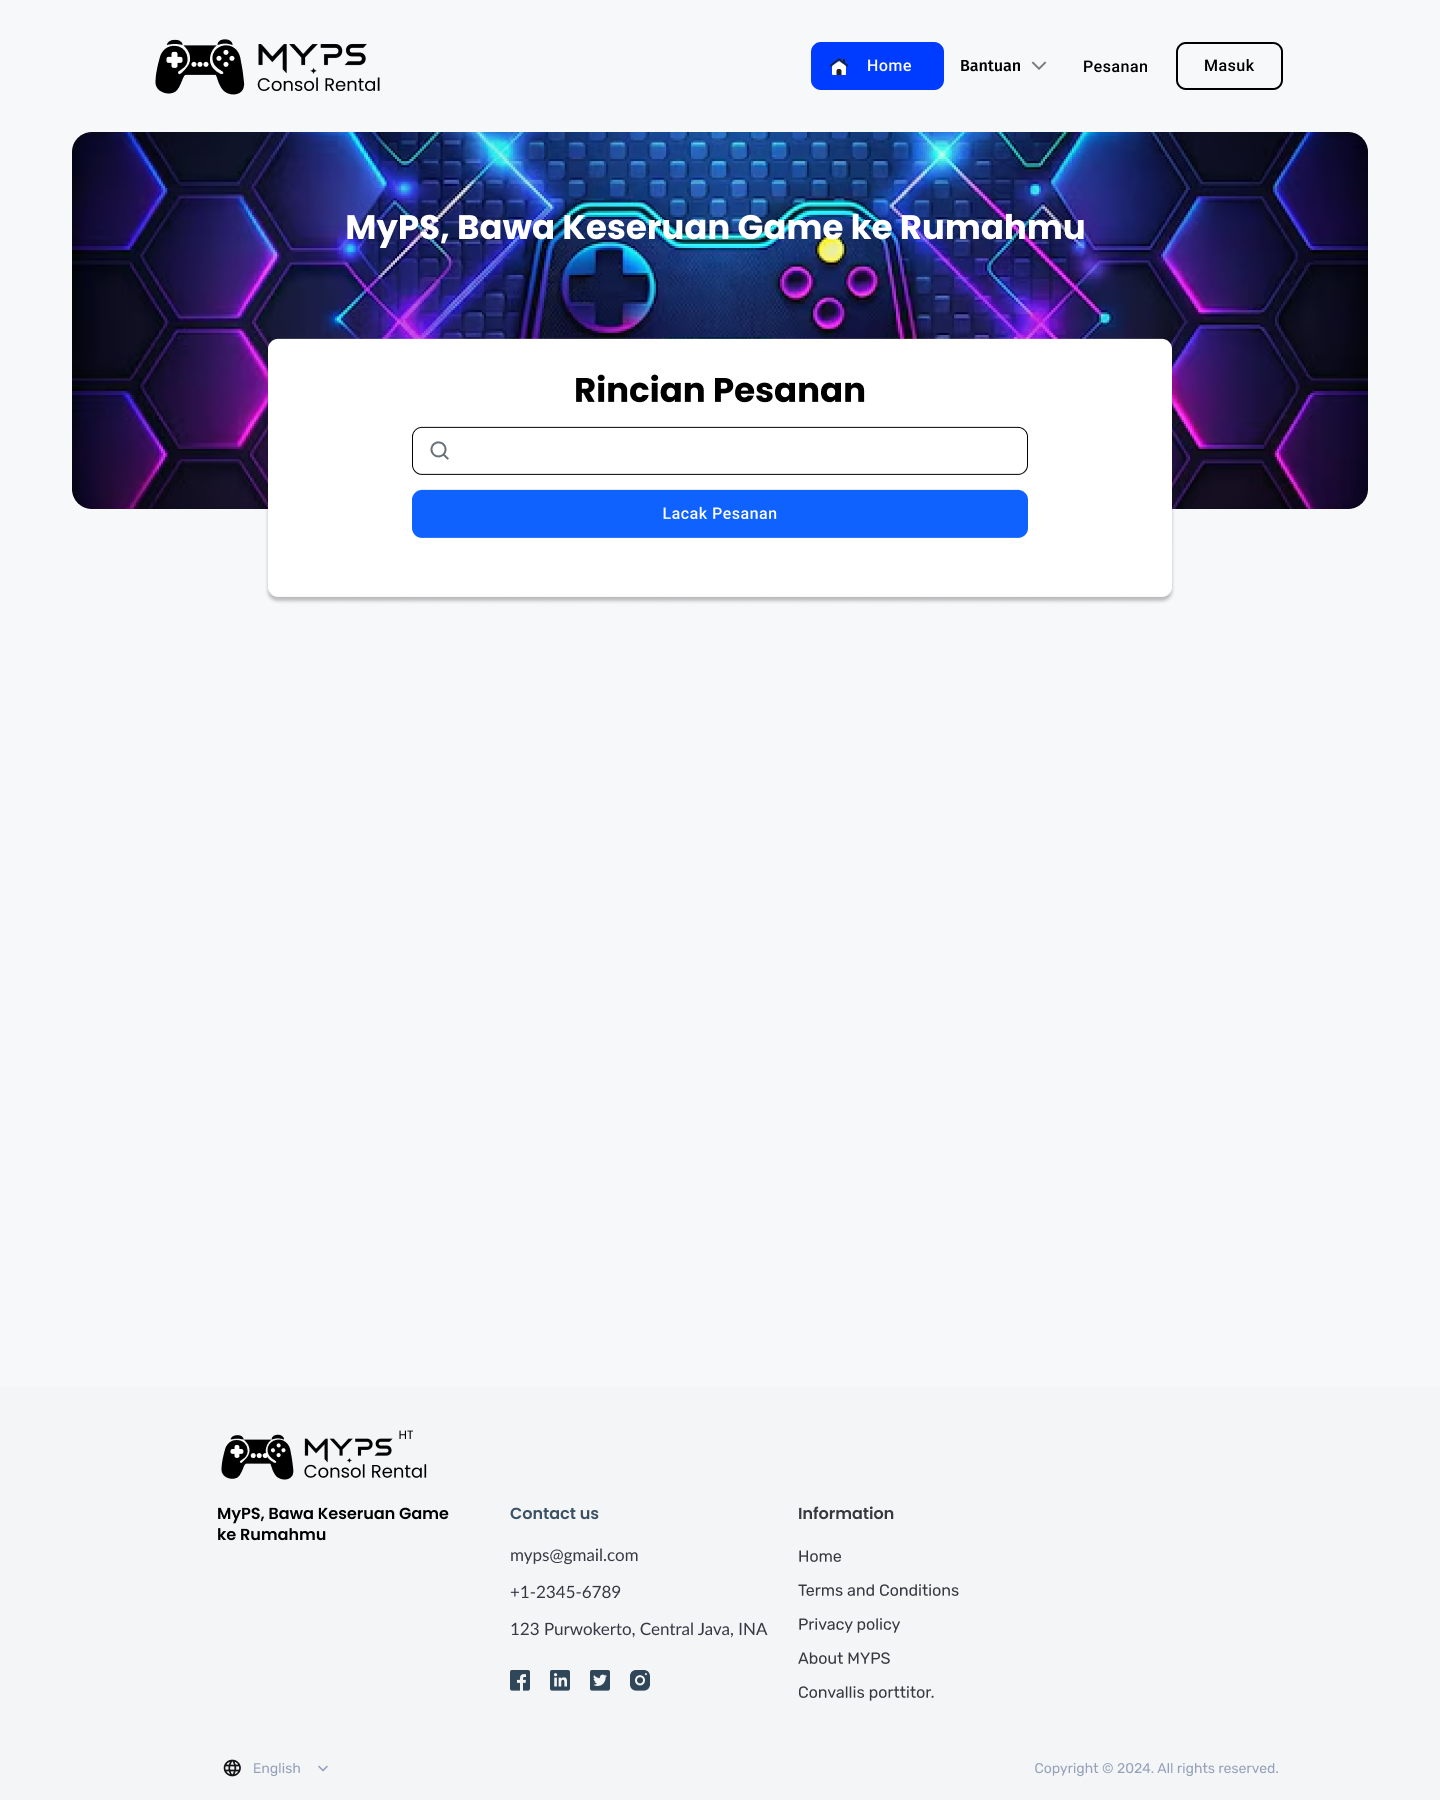 MYPS
Consol Rental
Home
Bantuan
Pesanan
Masuk
MyPS, Bawa Keseruan Game ke Rumahmu
Rincian Pesanan
Lacak Pesanan
MYPS HT
Consol Rental
MyPS, Bawa Keseruan Game
ke Rumahmu
Contact us
myps@gmail.com
+1-2345-6789
123 Purwokerto, Central Java, INA
Information
Home
Terms and Conditions
Privacy policy
About MYPS
Convallis porttitor.
English
Copyright © 2024. All rights reserved.